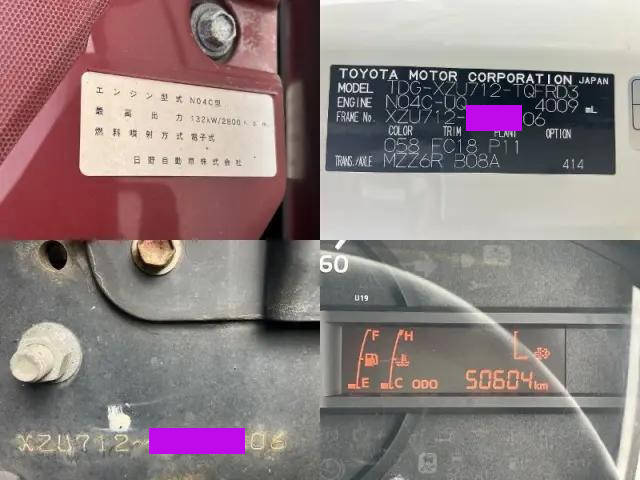 エンジン型式 N04C型
最高出力 132kW/2800
燃料噴射方式 電子式
日野自動車株式会社
TOYOTA MOTOR CORPORATION JAPAN
MODEL TDG-XZU712-TQFRD3
ENGINE N04C-UQ 4009 mL
FRAME No. XZU712- 06
COLOR TRIM PLANT OPTION
058 FC18 P11
TRANS./AXLE MZZ6R B08A 414
XZU712- 06
60
U19
F H
E C ODO 50604 km